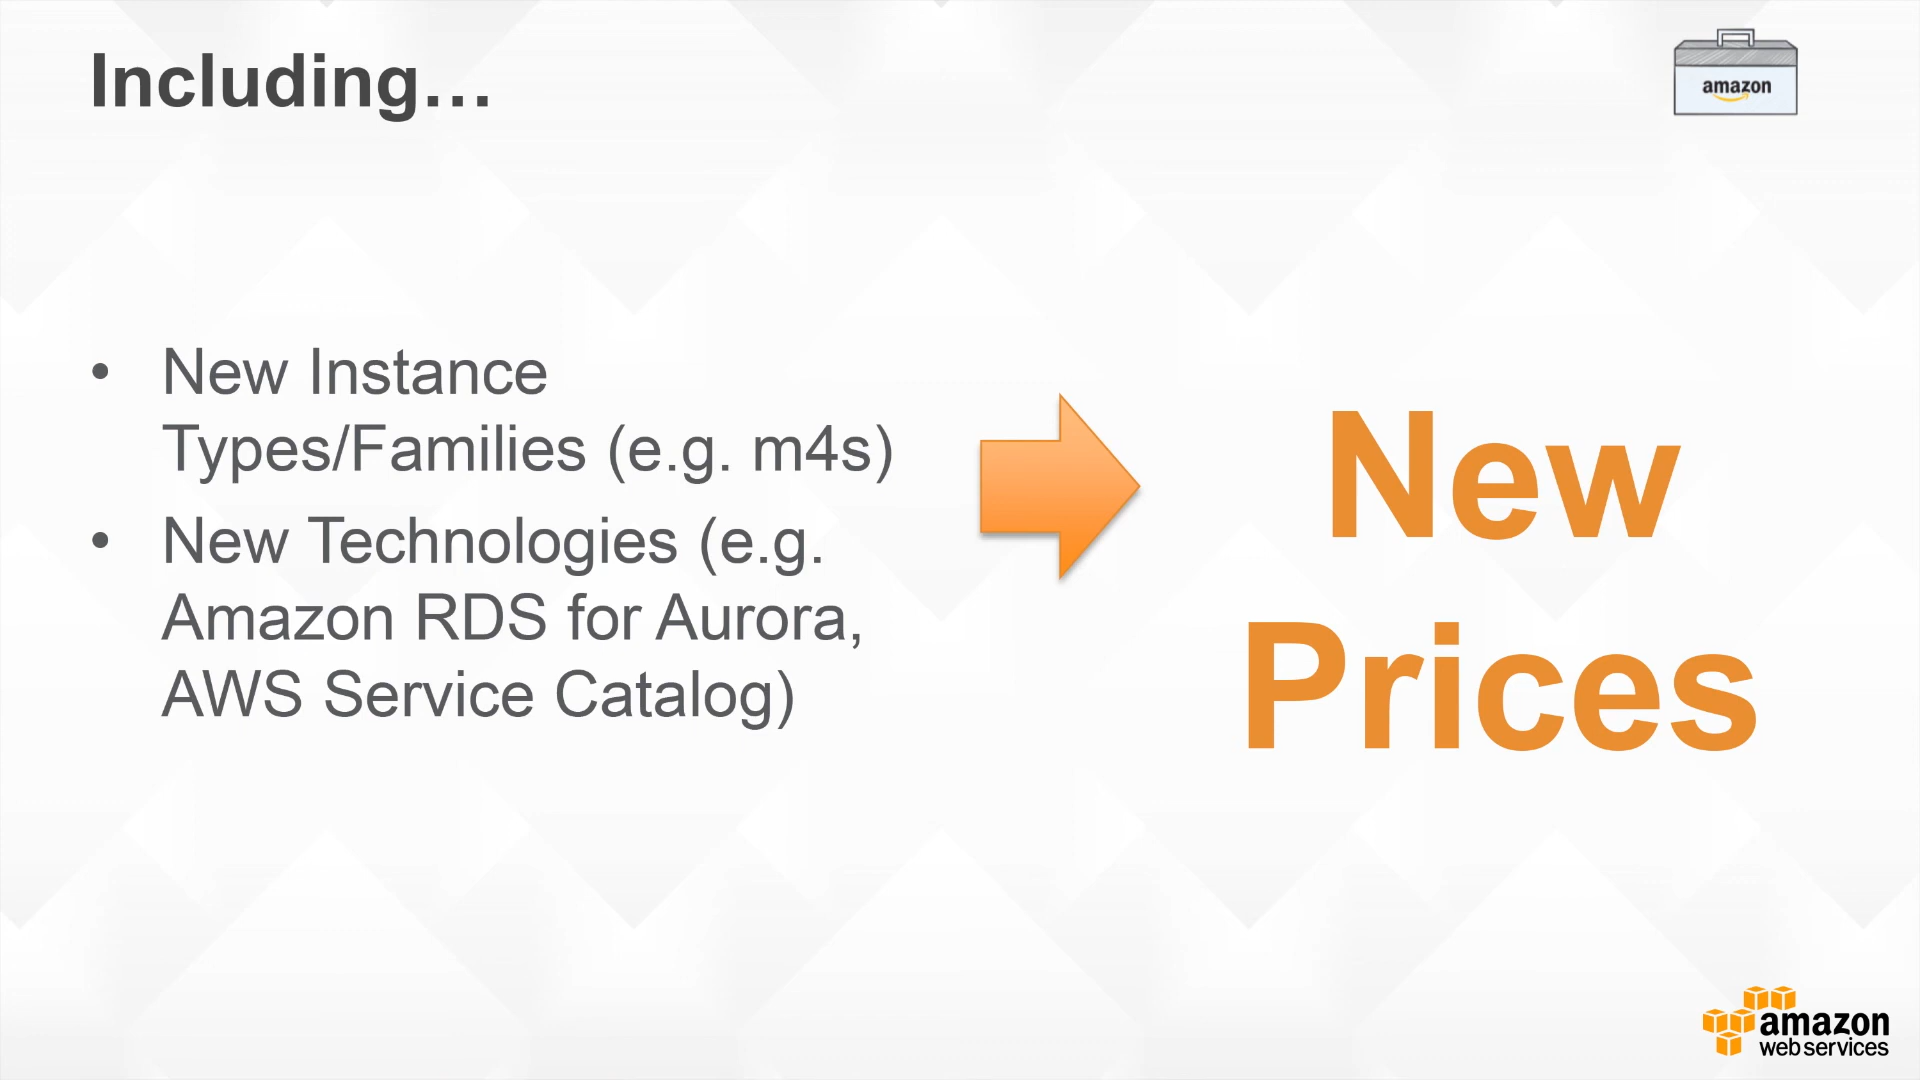 Including…
amazon
• New Instance
Types/Families (e.g. m4s)
• New Technologies (e.g.
Amazon RDS for Aurora,
AWS Service Catalog)
New
Prices
amazon
web services